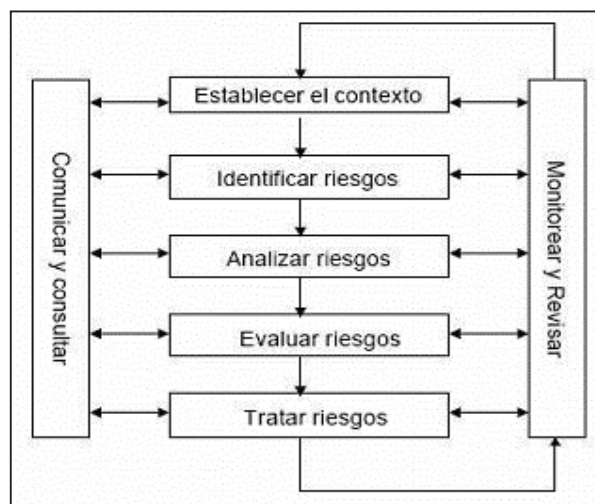 Establecer el contexto
Identificar riesgos
Analizar riesgos
Evaluar riesgos
Tratar riesgos
Comunicar y consultar
Monitorear y Revisar